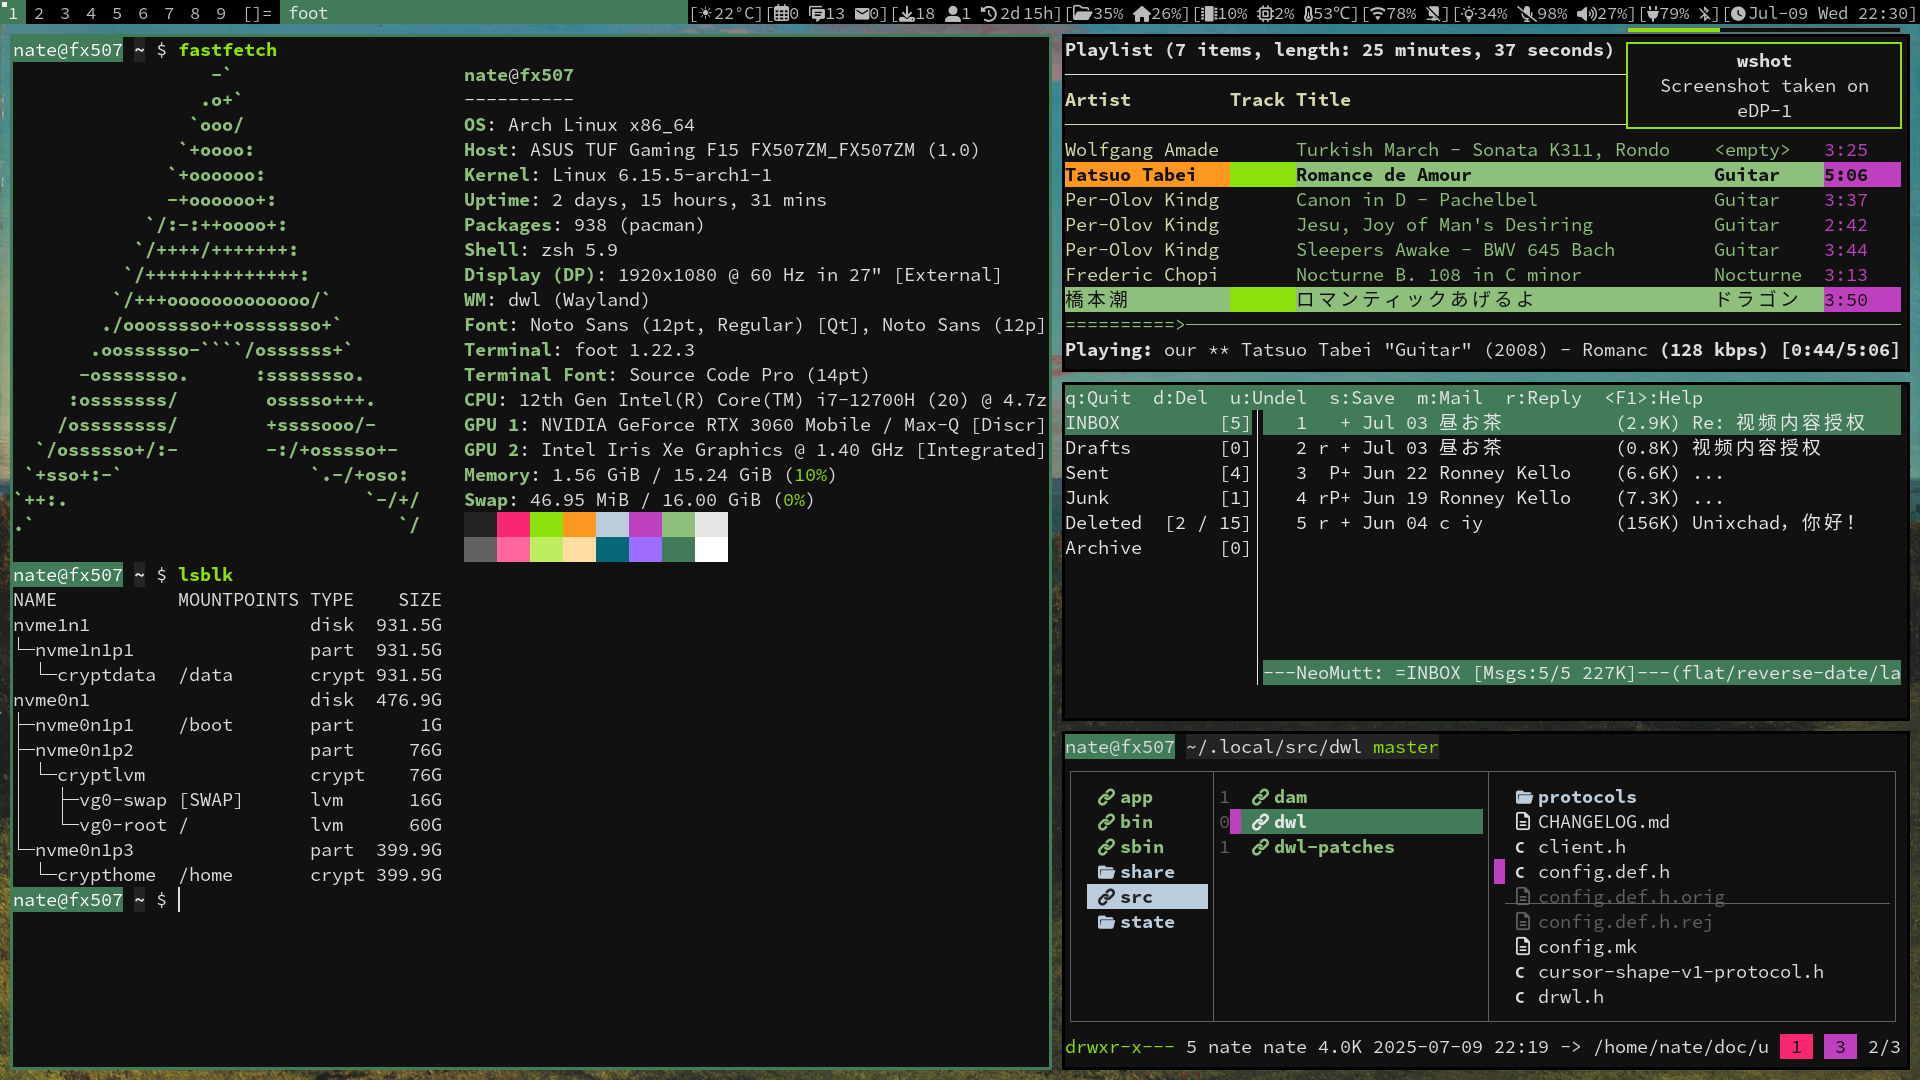 1 2 3 4 5 6 7 8 9 []= foot [22°C][0 13 0][18 1 2d15h][35% 26%][10% 2% 53°C][78% ][34% 98% 27%][79% ][Jul-09 Wed 22:30]
nate@fx507 ~ $ fastfetch
-`
.o+`
`ooo/
`+oooo:
`+oooooo:
-+oooooo+:
`/:-:++oooo+:
`/++++/+++++++:
`/++++++++++++++:
`/+++ooooooooooooo/`
./ooosssso++osssssso+`
.oossssso-````/ossssss+`
-osssssso.      :ssssssso.
:osssssss/        osssso+++.
/ossssssss/        +ssssooo/-
`/ossssso+/:-        -:/+osssso+-
`+sso+:-`                 `.-/+oso:
`++:.                           `-/+/
.`                                 `/
nate@fx507
----------
OS: Arch Linux x86_64
Host: ASUS TUF Gaming F15 FX507ZM_FX507ZM (1.0)
Kernel: Linux 6.15.5-arch1-1
Uptime: 2 days, 15 hours, 31 mins
Packages: 938 (pacman)
Shell: zsh 5.9
Display (DP): 1920x1080 @ 60 Hz in 27" [External]
WM: dwl (Wayland)
Font: Noto Sans (12pt, Regular) [Qt], Noto Sans (12p]
Terminal: foot 1.22.3
Terminal Font: Source Code Pro (14pt)
CPU: 12th Gen Intel(R) Core(TM) i7-12700H (20) @ 4.7z
GPU 1: NVIDIA GeForce RTX 3060 Mobile / Max-Q [Discr]
GPU 2: Intel Iris Xe Graphics @ 1.40 GHz [Integrated]
Memory: 1.56 GiB / 15.24 GiB (10%)
Swap: 46.95 MiB / 16.00 GiB (0%)
nate@fx507 ~ $ lsblk
NAME MOUNTPOINTS TYPE SIZE
nvme1n1 disk 931.5G
└─nvme1n1p1 part 931.5G
└─cryptdata /data crypt 931.5G
nvme0n1 disk 476.9G
├─nvme0n1p1 /boot part 1G
├─nvme0n1p2 part 76G
│ └─cryptlvm crypt 76G
│ ├─vg0-swap [SWAP] lvm 16G
│ └─vg0-root / lvm 60G
└─nvme0n1p3 part 399.9G
└─crypthome /home crypt 399.9G
nate@fx507 ~ $
Playlist (7 items, length: 25 minutes, 37 seconds)
wshot
Screenshot taken on
eDP-1
Artist Track Title
Wolfgang Amade Turkish March - Sonata K311, Rondo <empty> 3:25
Tatsuo Tabei Romance de Amour Guitar 5:06
Per-Olov Kindg Canon in D - Pachelbel Guitar 3:37
Per-Olov Kindg Jesu, Joy of Man's Desiring Guitar 2:42
Per-Olov Kindg Sleepers Awake - BWV 645 Bach Guitar 3:44
Frederic Chopi Nocturne B. 108 in C minor Nocturne 3:13
橋本潮 ロマンティックあげるよ ドラゴン 3:50
==========>
Playing: our ** Tatsuo Tabei "Guitar" (2008) - Romanc (128 kbps) [0:44/5:06]
q:Quit d:Del u:Undel s:Save m:Mail r:Reply <F1>:Help
INBOX [5] 1 + Jul 03 昼お茶 (2.9K) Re: 视频内容授权
Drafts [0] 2 r + Jul 03 昼お茶 (0.8K) 视频内容授权
Sent [4] 3 P+ Jun 22 Ronney Kello (6.6K) ...
Junk [1] 4 rP+ Jun 19 Ronney Kello (7.3K) ...
Deleted [2 / 15] 5 r + Jun 04 c iy (156K) Unixchad, 你好!
Archive [0]
---NeoMutt: =INBOX [Msgs:5/5 227K]---(flat/reverse-date/la
nate@fx507 ~/.local/src/dwl master
app
bin
sbin
share
src
state
1 dam
0 dwl
1 dwl-patches
protocols
CHANGELOG.md
client.h
config.def.h
config.def.h.orig
config.def.h.rej
config.mk
cursor-shape-v1-protocol.h
drwl.h
drwxr-x--- 5 nate nate 4.0K 2025-07-09 22:19 -> /home/nate/doc/u 1 3 2/3